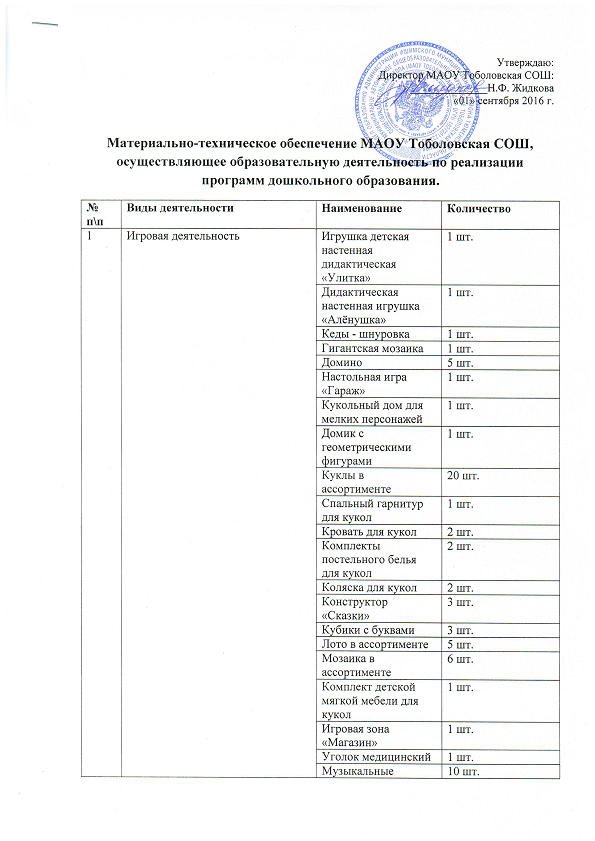 Утверждаю:
Директор МАОУ Тоболовская СОШ:
Н.Ф. Жидкова
«01» сентября 2016 г.
Материально-техническое обеспечение МАОУ Тоболовская СОШ,
осуществляющее образовательную деятельность по реализации
программ дошкольного образования.
№ Виды деятельности Наименование Количество
п\п
1 Игровая деятельность Игрушка детская 1 шт.
настенная
дидактическая
«Улитка»
Дидактическая 1 шт.
настенная игрушка
«Алёнушка»
Кеды - шнуровка 1 шт.
Гигантская мозаика 1 шт.
Домино 5 шт.
Настольная игра 1 шт.
«Гараж»
Кукольный дом для 1 шт.
мелких персонажей
Домик с 1 шт.
геометрическими
фигурами
Куклы в 20 шт.
ассортименте
Спальный гарнитур 1 шт.
для кукол
Кровать для кукол 2 шт.
Комплекты 2 шт.
постельного белья
для кукол
Коляска для кукол 2 шт.
Конструктор 3 шт.
«Сказки»
Кубики с буквами 3 шт.
Лото в ассортименте 5 шт.
Мозаика в 6 шт.
ассортименте
Комплект детской 1 шт.
мягкой мебели для
кукол
Игровая зона 1 шт.
«Магазин»
Уголок медицинский 1 шт.
Музыкальные 10 шт.